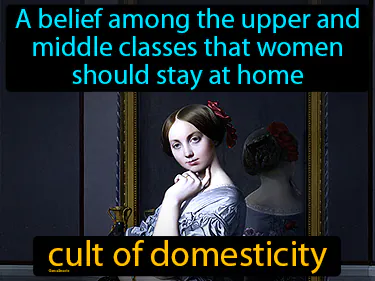 A belief among the upper and
middle classes that women
should stay at home
cult of domesticity